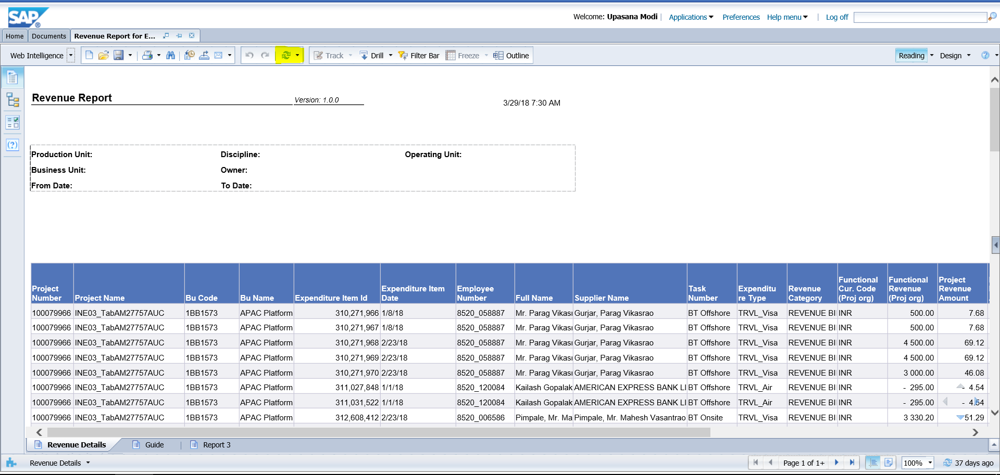 SAP
Welcome: Upasana Modi | Applications Preferences Help menu | Log off
Home Documents Revenue Report for E...
Web Intelligence Track Drill Filter Bar Freeze Outline Reading Design
Revenue Report Version: 1.0.0 3/29/18 7:30 AM
Production Unit: Discipline: Operating Unit:
Business Unit: Owner:
From Date: To Date:
Project Number Project Name Bu Code Bu Name Expenditure Item Id Expenditure Item Date Employee Number Full Name Supplier Name Task Number Expenditu re Type Revenue Category Functional Cur. Code (Proj org) Functional Revenue (Proj org) Project Revenue Amount
100079966 INE03_TabAM27757AUC 1BB1573 APAC Platform 310,271,966 1/8/18 8520_058887 Mr. Parag Vikas Gurjar, Parag Vikasrao BT Offshore TRVL_Visa REVENUE BI INR 500.00 7.68
100079966 INE03_TabAM27757AUC 1BB1573 APAC Platform 310,271,967 1/8/18 8520_058887 Mr. Parag Vikas Gurjar, Parag Vikasrao BT Offshore TRVL_Visa REVENUE BI INR 500.00 7.68
100079966 INE03_TabAM27757AUC 1BB1573 APAC Platform 310,271,968 2/23/18 8520_058887 Mr. Parag Vikas Gurjar, Parag Vikasrao BT Offshore TRVL_Visa REVENUE BI INR 4 500.00 69.12
100079966 INE03_TabAM27757AUC 1BB1573 APAC Platform 310,271,969 2/23/18 8520_058887 Mr. Parag Vikas Gurjar, Parag Vikasrao BT Offshore TRVL_Visa REVENUE BI INR 4 500.00 69.12
100079966 INE03_TabAM27757AUC 1BB1573 APAC Platform 310,271,970 2/23/18 8520_058887 Mr. Parag Vikas Gurjar, Parag Vikasrao BT Offshore TRVL_Visa REVENUE BI INR 3 000.00 46.08
100079966 INE03_TabAM27757AUC 1BB1573 APAC Platform 311,027,848 1/1/18 8520_120084 Kailash Gopalak AMERICAN EXPRESS BANK LI BT Offshore TRVL_Air REVENUE BI INR - 295.00 - 4.54
100079966 INE03_TabAM27757AUC 1BB1573 APAC Platform 311,031,522 1/1/18 8520_120084 Kailash Gopalak AMERICAN EXPRESS BANK LI BT Offshore TRVL_Air REVENUE BI INR - 295.00 - 4.54
100079966 INE03_TabAM27757AUC 1BB1573 APAC Platform 312,608,412 2/23/18 8520_006586 Pimpale, Mr. Ma Pimpale, Mr. Mahesh Vasantrao BT Onsite TRVL_Visa REVENUE BI INR 3 330.20 51.29
Revenue Details Guide | Report 3
Revenue Details Page 1 of 1+ 100% 37 days ago